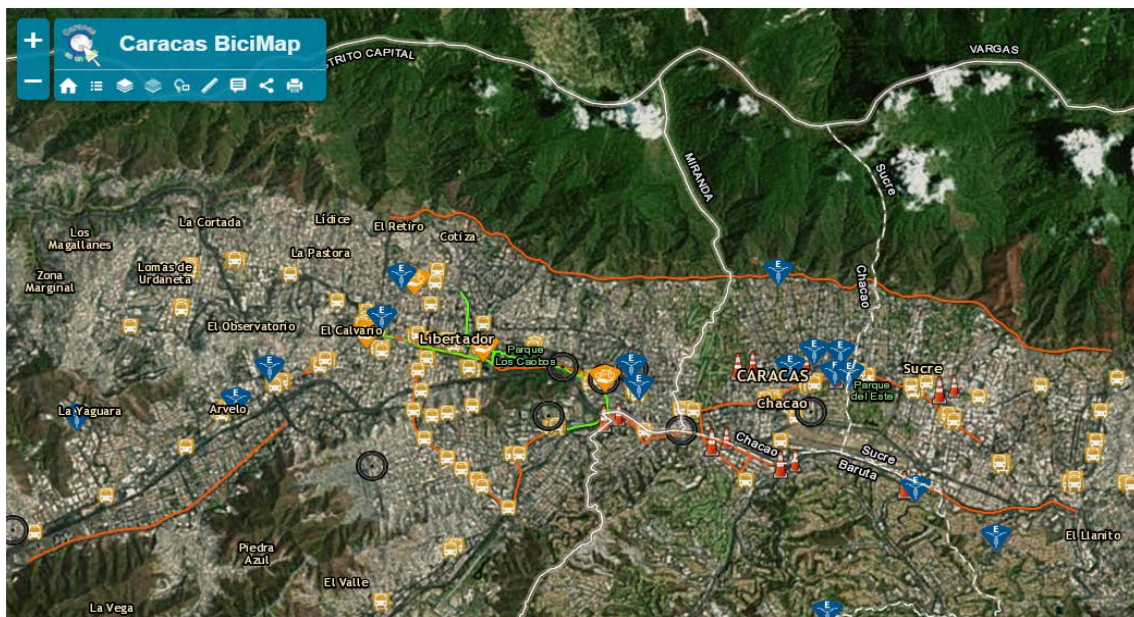 +
Caracas BiciMap
−
DISTRITO CAPITAL
VARGAS
MIRANDA
Sucre
Chacao
La Cortada
Lídice
El Retiro
Los
Magallanes
Cotiza
La Pastora
Lomas de
Urdaneta
Zona
Marginal
El Observatorio
El Calvario
Libertador
Parque
Los Caobos
CARACAS
Sucre
Parque
del Este
Chacao
La Yaguara
Arvelo
Chacao
Sucre
Baruta
El Llanito
Piedra
Azul
El Valle
La Vega